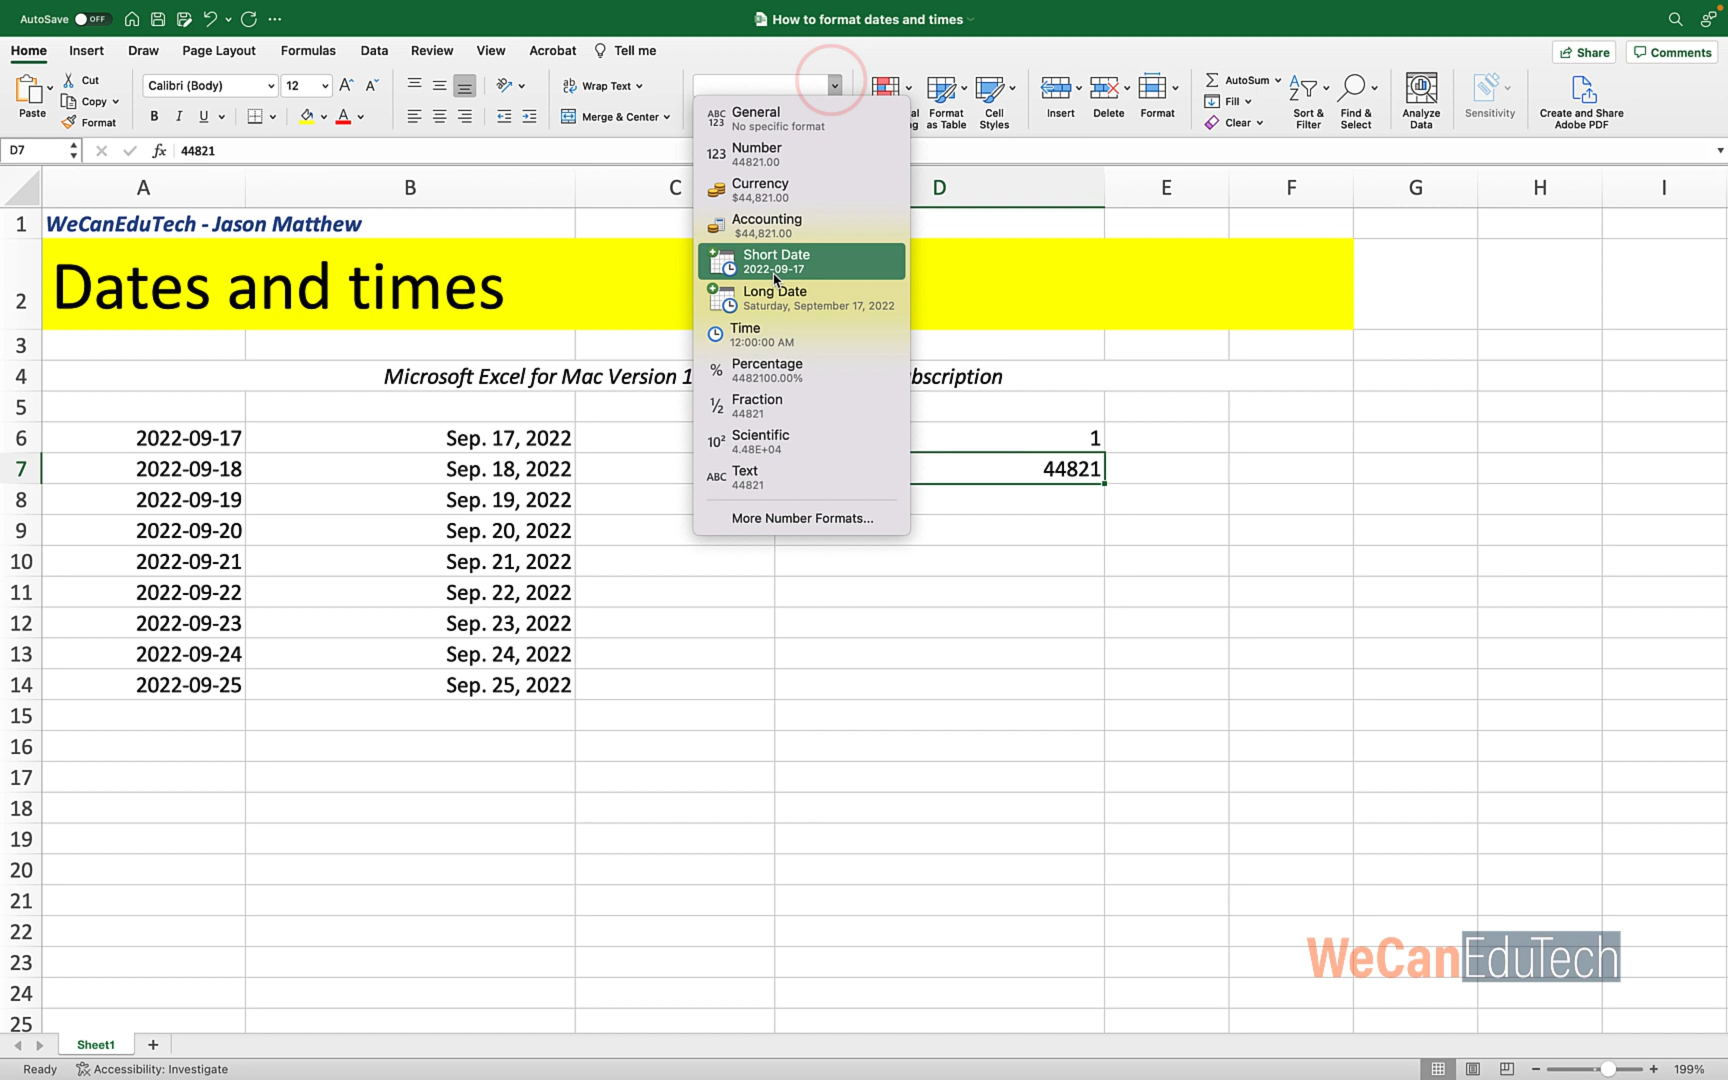 AutoSave OFF
How to format dates and times
Home Insert Draw Page Layout Formulas Data Review View Acrobat Tell me
Share Comments
Paste
Cut
Copy
Format
Calibri (Body) 12 A A
B I U A
ab Wrap Text
Merge & Center
as Table
Format
Cell
Styles
Insert Delete Format
AutoSum
Fill
Clear
Sort &
Filter
Find &
Select
Analyze
Data
Sensitivity
Create and Share
Adobe PDF
D7 fx 44821
ABC
123
General
No specific format
123 Number
44821.00
Currency
$44,821.00
Accounting
$44,821.00
Short Date
2022-09-17
Long Date
Saturday, September 17, 2022
Time
12:00:00 AM
% Percentage
4482100.00%
½ Fraction
44821
10² Scientific
4.48E+04
ABC Text
44821
More Number Formats...
A B C D E F G H I
1 WeCanEduTech - Jason Matthew
2 Dates and times
3
4 Microsoft Excel for Mac Version 1 bscription
5
6 2022-09-17 Sep. 17, 2022 1
7 2022-09-18 Sep. 18, 2022 44821
8 2022-09-19 Sep. 19, 2022
9 2022-09-20 Sep. 20, 2022
10 2022-09-21 Sep. 21, 2022
11 2022-09-22 Sep. 22, 2022
12 2022-09-23 Sep. 23, 2022
13 2022-09-24 Sep. 24, 2022
14 2022-09-25 Sep. 25, 2022
15
16
17
18
19
20
21
22
23
24
25
WeCanEduTech
Sheet1 +
Ready Accessibility: Investigate 199%